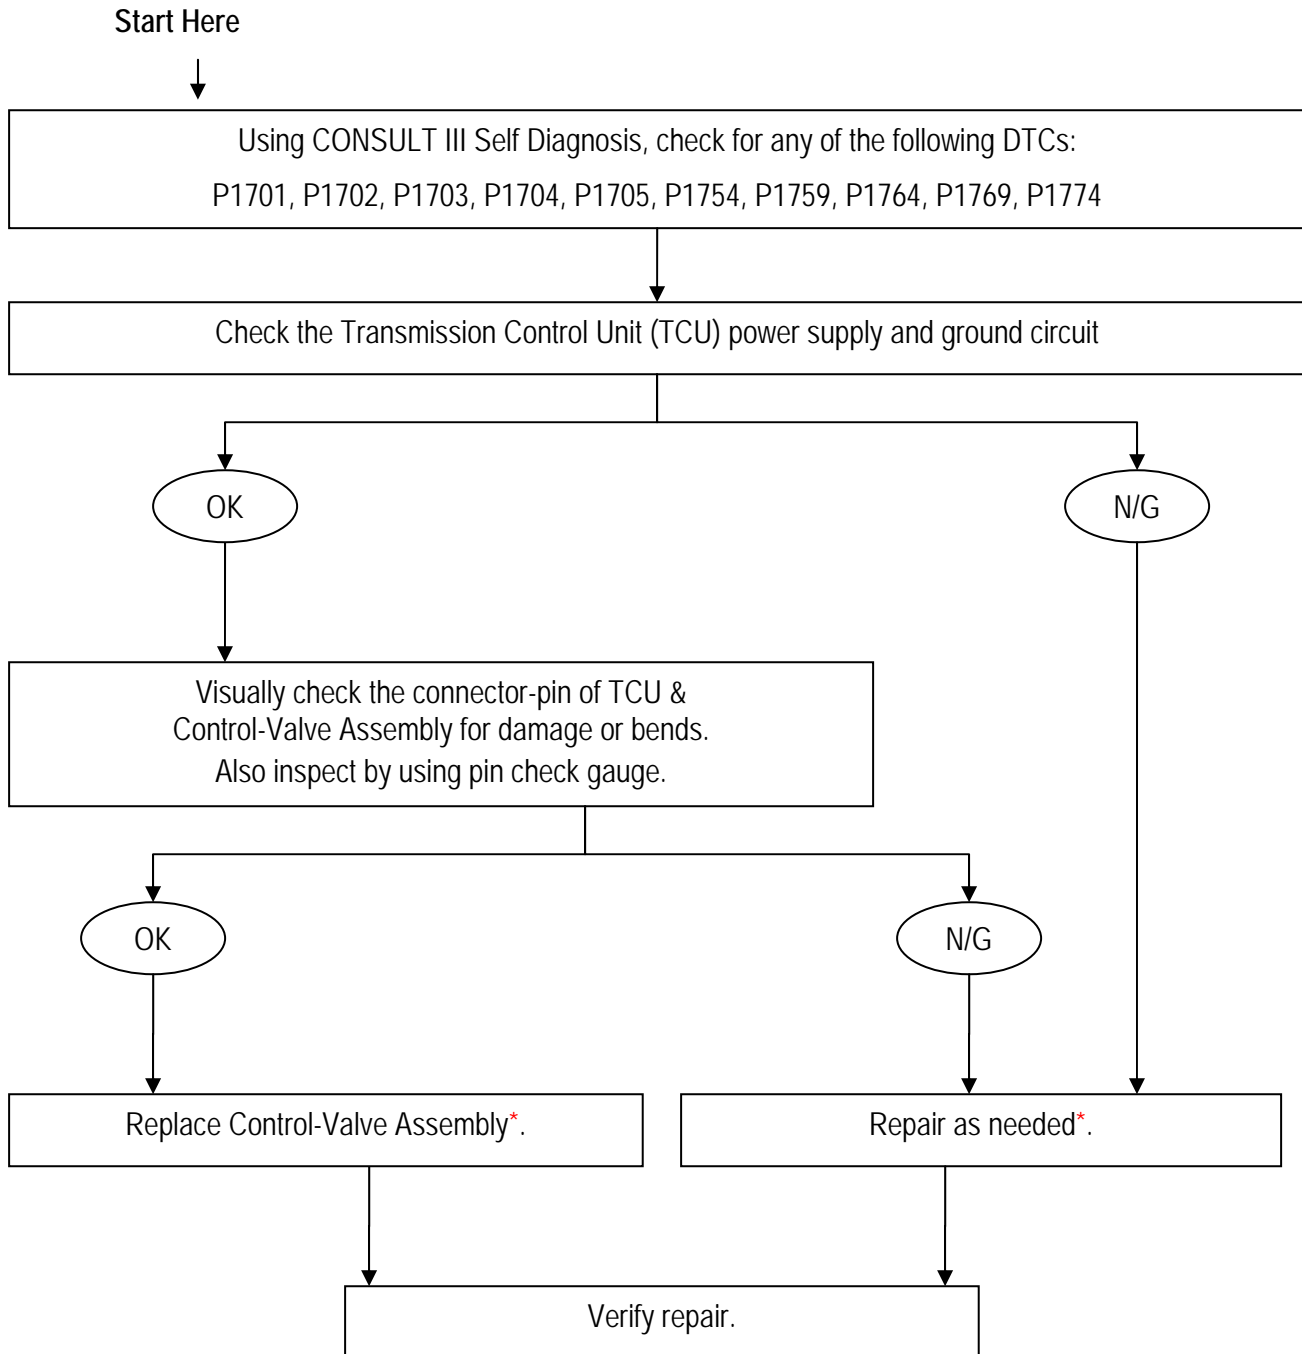 Start Here
Using CONSULT III Self Diagnosis, check for any of the following DTCs:
P1701, P1702, P1703, P1704, P1705, P1754, P1759, P1764, P1769, P1774
Check the Transmission Control Unit (TCU) power supply and ground circuit
OK
N/G
Visually check the connector-pin of TCU &
Control-Valve Assembly for damage or bends.
Also inspect by using pin check gauge.
OK
N/G
Replace Control-Valve Assembly*.
Repair as needed*.
Verify repair.